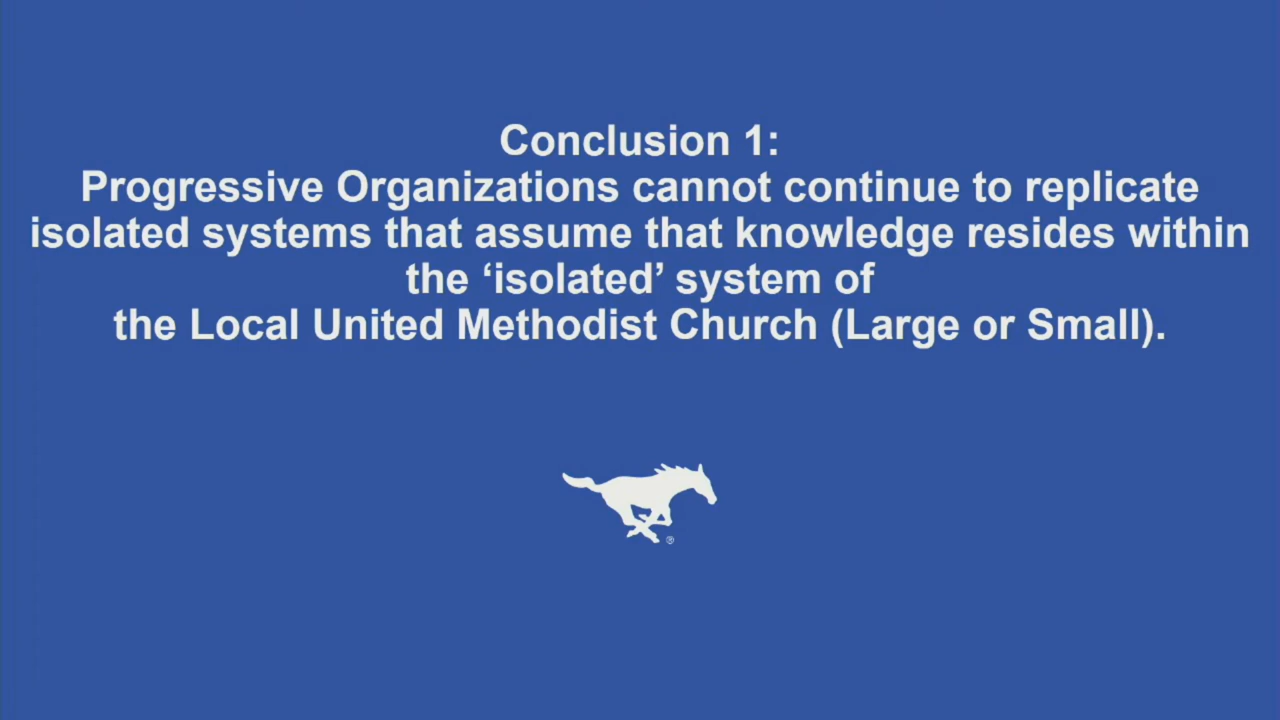 Conclusion 1:
Progressive Organizations cannot continue to replicate
isolated systems that assume that knowledge resides within
the ‘isolated’ system of
the Local United Methodist Church (Large or Small).
®